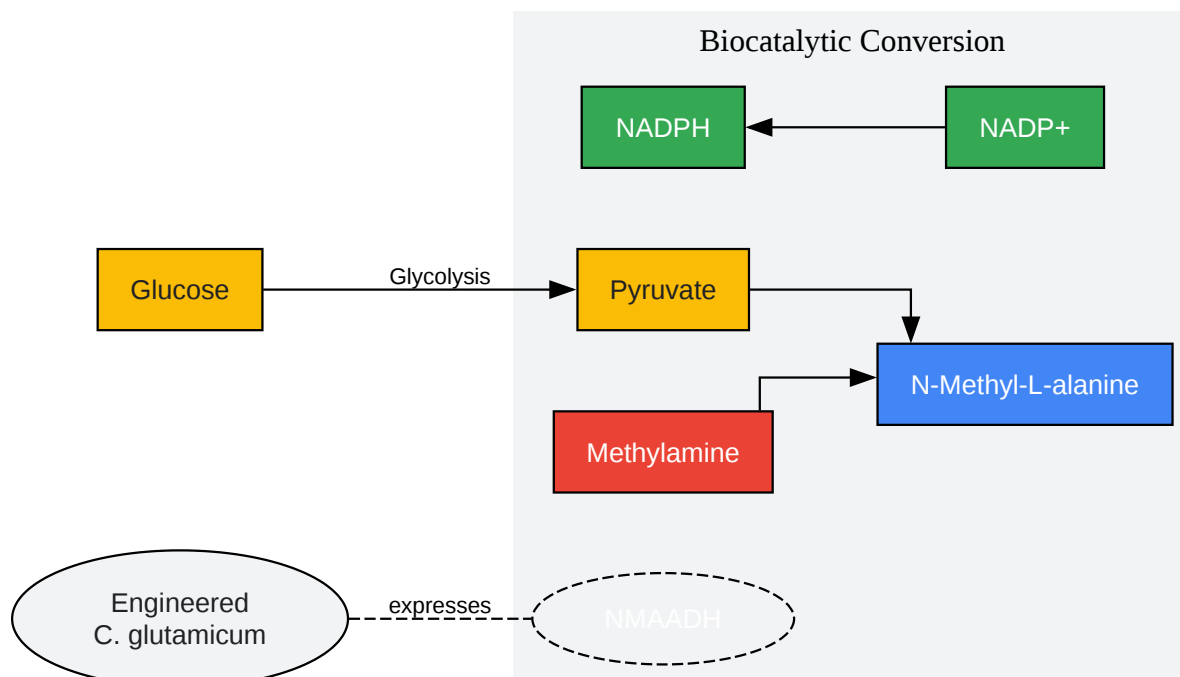 Biocatalytic Conversion
NADPH
NADP+
Glucose
Glycolysis
Pyruvate
N-Methyl-L-alanine
Methylamine
Engineered
C. glutamicum
expresses
NMAADH